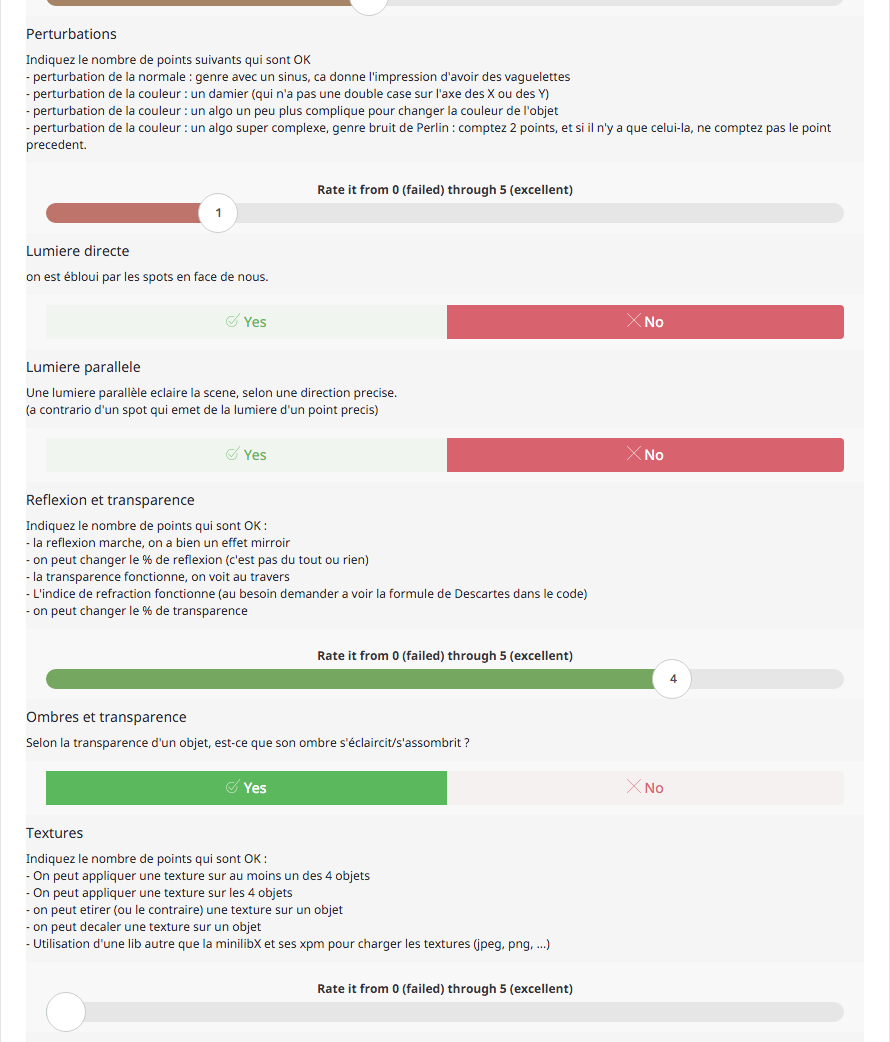 Perturbations
Indiquez le nombre de points suivants qui sont OK
- perturbation de la normale : genre avec un sinus, ca donne l'impression d'avoir des vaguelettes
- perturbation de la couleur : un damier (qui n'a pas une double case sur l'axe des X ou des Y)
- perturbation de la couleur : un algo un peu plus complique pour changer la couleur de l'objet
- perturbation de la couleur : un algo super complexe, genre bruit de Perlin : comptez 2 points, et si il n'y a que celui-la, ne comptez pas le point
precedent.
Rate it from 0 (failed) through 5 (excellent)
1
Lumiere directe
on est ébloui par les spots en face de nous.
Yes
No
Lumiere parallele
Une lumiere parallèle eclaire la scene, selon une direction precise.
(a contrario d'un spot qui emet de la lumiere d'un point precis)
Yes
No
Reflexion et transparence
Indiquez le nombre de points qui sont OK :
- la reflexion marche, on a bien un effet mirroir
- on peut changer le % de reflexion (c'est pas du tout ou rien)
- la transparence fonctionne, on voit au travers
- L'indice de refraction fonctionne (au besoin demander a voir la formule de Descartes dans le code)
- on peut changer le % de transparence
Rate it from 0 (failed) through 5 (excellent)
4
Ombres et transparence
Selon la transparence d'un objet, est-ce que son ombre s'éclaircit/s'assombrit ?
Yes
No
Textures
Indiquez le nombre de points qui sont OK :
- On peut appliquer une texture sur au moins un des 4 objets
- On peut appliquer une texture sur les 4 objets
- on peut etirer (ou le contraire) une texture sur un objet
- on peut decaler une texture sur un objet
- Utilisation d'une lib autre que la minilibX et ses xpm pour charger les textures (jpeg, png, ...)
Rate it from 0 (failed) through 5 (excellent)